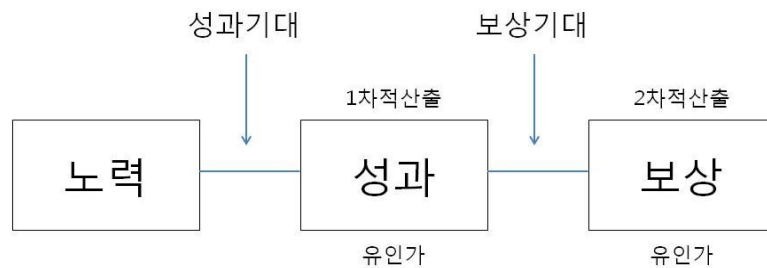 성과기대 보상기대
1차적산출 2차적산출
노력 성과 보상
유인가 유인가